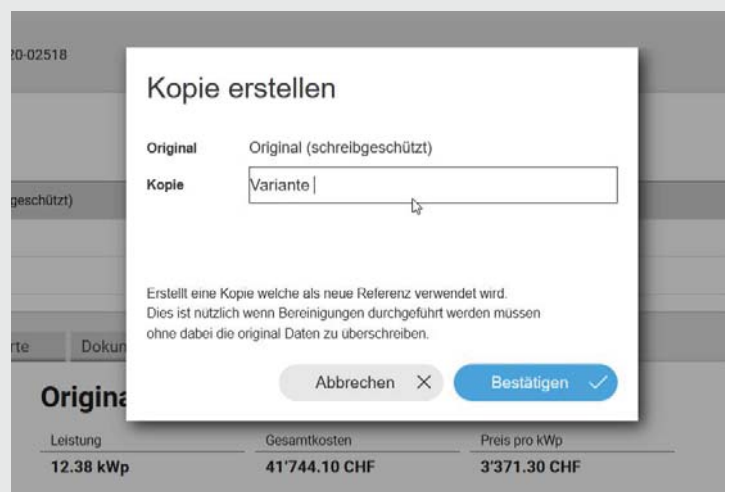 20-02518
Kopie erstellen
Original Original (schreibgeschützt)
Kopie Variante
geschützt)
Erstellt eine Kopie welche als neue Referenz verwendet wird.
Dies ist nützlich wenn Bereinigungen durchgeführt werden müssen
ohne dabei die original Daten zu überschreiben.
Abbrechen Bestätigen
rte Dokum
Origina
Leistung Gesamtkosten Preis pro kWp
12.38 kWp 41'744.10 CHF 3'371.30 CHF